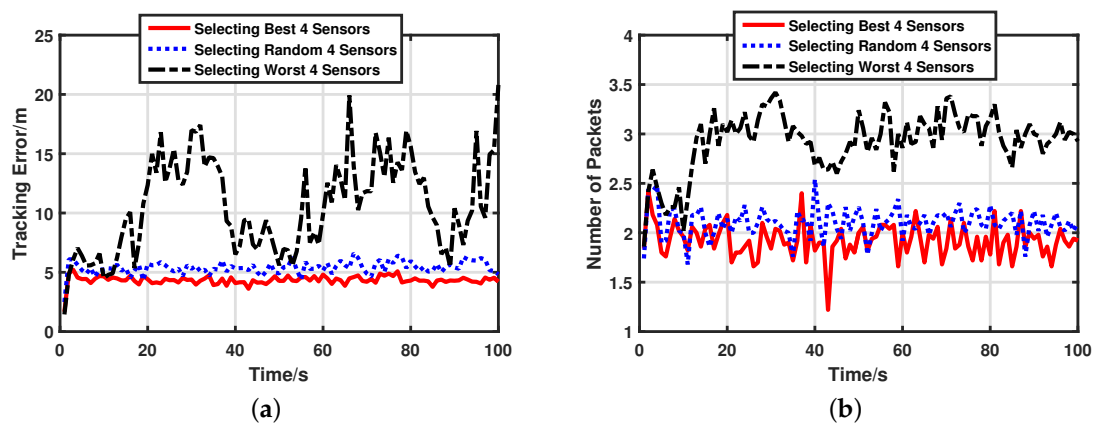 Selecting Best 4 Sensors
Selecting Random 4 Sensors
Selecting Worst 4 Sensors
Tracking Error/m
25
20
15
10
5
0
0 20 40 60 80 100
Time/s
(a)
Selecting Best 4 Sensors
Selecting Random 4 Sensors
Selecting Worst 4 Sensors
Number of Packets
4
3.5
3
2.5
2
1.5
1
0 20 40 60 80 100
Time/s
(b)